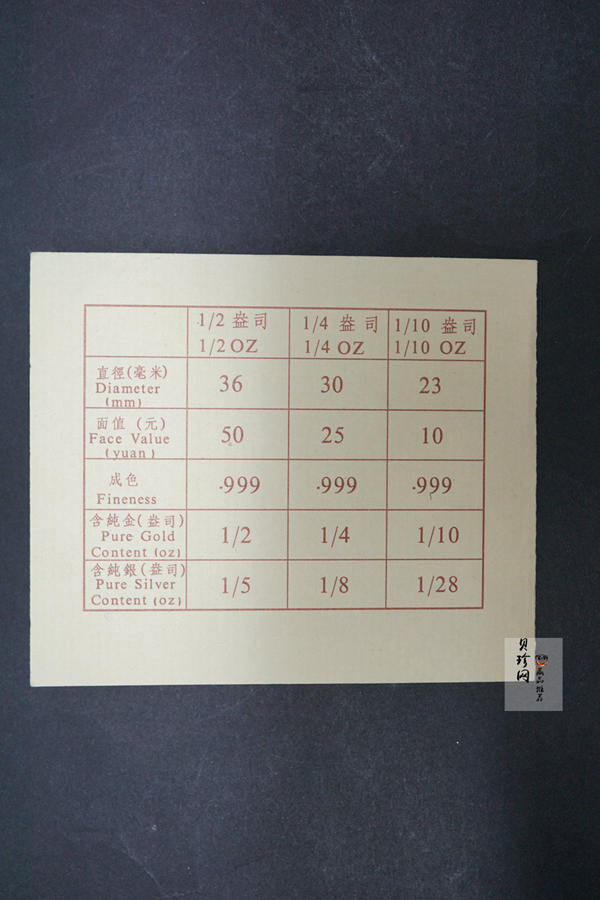 1/2 盎司 1/4 盎司 1/10 盎司
1/2 OZ 1/4 OZ 1/10 OZ
直徑(毫米)
Diameter 36 30 23
(mm)
面值 (元)
Face Value 50 25 10
(yuan)
成色 .999 .999 .999
Fineness
含純金(盎司)
Pure Gold 1/2 1/4 1/10
Content (oz)
含純銀(盎司)
Pure Silver 1/5 1/8 1/28
Content (oz)
贝珍网